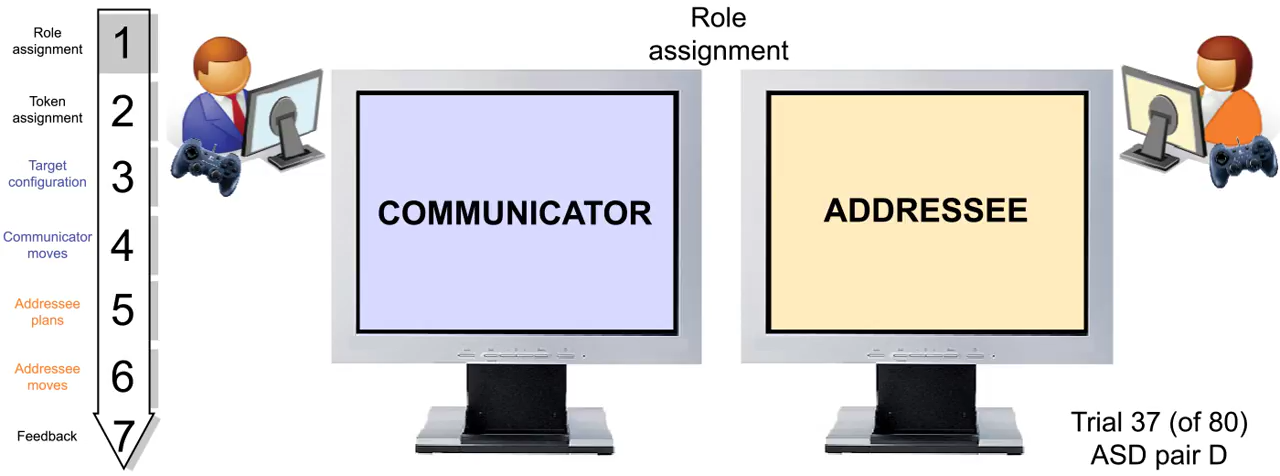 Role
assignment
1
Token
assignment
2
Target
configuration
3
Communicator
moves
4
Addressee
plans
5
Addressee
moves
6
Feedback
7
Role
assignment
COMMUNICATOR
ADDRESSEE
Trial 37 (of 80)
ASD pair D